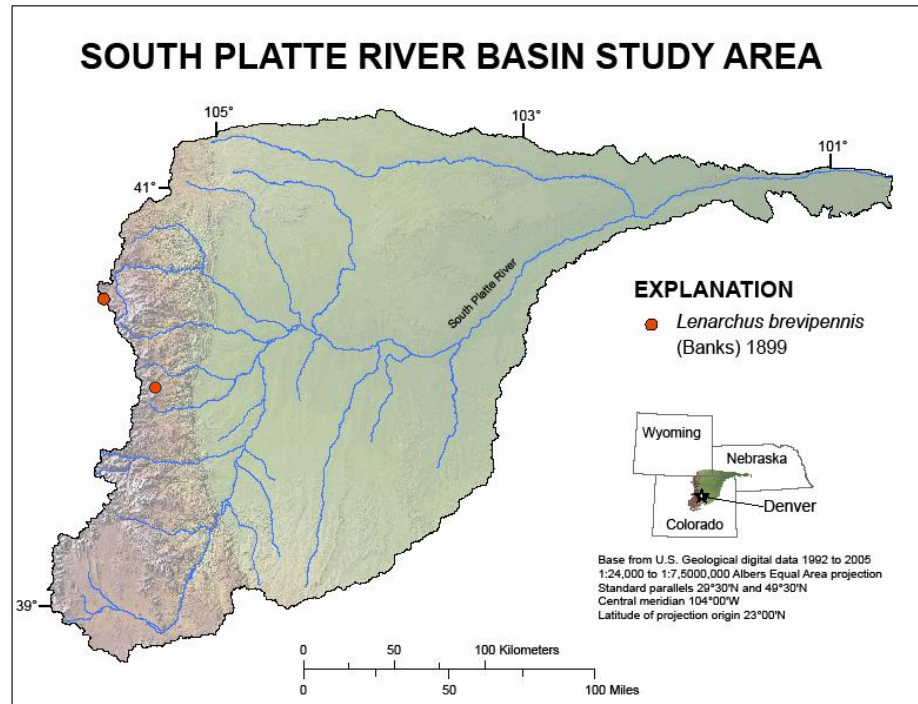 SOUTH PLATTE RIVER BASIN STUDY AREA
105°
103°
101°
41°
South Platte River
EXPLANATION
Lenarchus brevipennis
(Banks) 1899
Wyoming
Nebraska
Denver
Colorado
Base from U.S. Geological digital data 1992 to 2005
1:24,000 to 1:7,5000,000 Albers Equal Area projection
Standard parallels 29°30'N and 49°30'N
Central meridian 104°00'W
Latitude of projection origin 23°00'N
39°
0 50 100 Kilometers
0 50 100 Miles